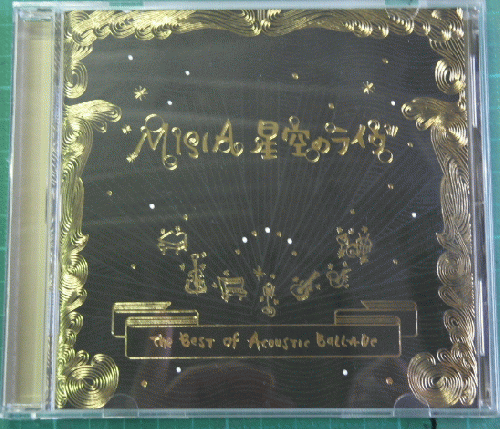 "MISIA 星空のライヴ"
The Best of Acoustic Ballade